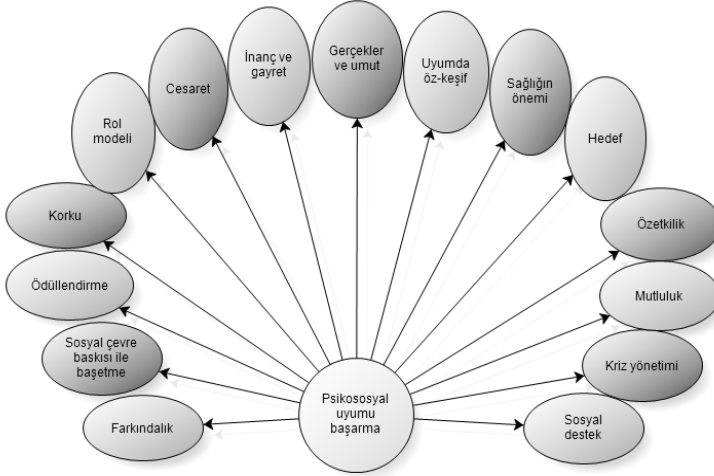 Farkındalık
Sosyal çevre
baskısı ile
başetme
Ödüllendirme
Korku
Rol
modeli
Cesaret
İnanç ve
gayret
Gerçekler
ve umut
Uyumda
öz-keşif
Sağlığın
önemi
Hedef
Özetkilik
Mutluluk
Kriz yönetimi
Sosyal
destek
Psikososyal
uyumu
başarma